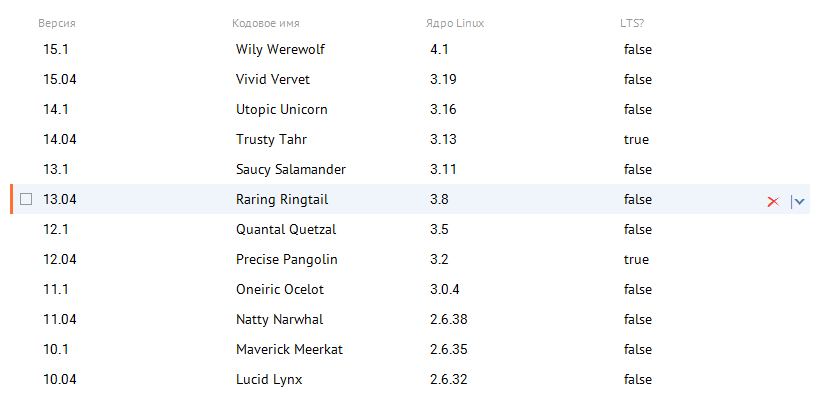 Версия Кодовое имя Ядро Linux LTS?
15.1 Wily Werewolf 4.1 false
15.04 Vivid Vervet 3.19 false
14.1 Utopic Unicorn 3.16 false
14.04 Trusty Tahr 3.13 true
13.1 Saucy Salamander 3.11 false
13.04 Raring Ringtail 3.8 false
12.1 Quantal Quetzal 3.5 false
12.04 Precise Pangolin 3.2 true
11.1 Oneiric Ocelot 3.0.4 false
11.04 Natty Narwhal 2.6.38 false
10.1 Maverick Meerkat 2.6.35 false
10.04 Lucid Lynx 2.6.32 false